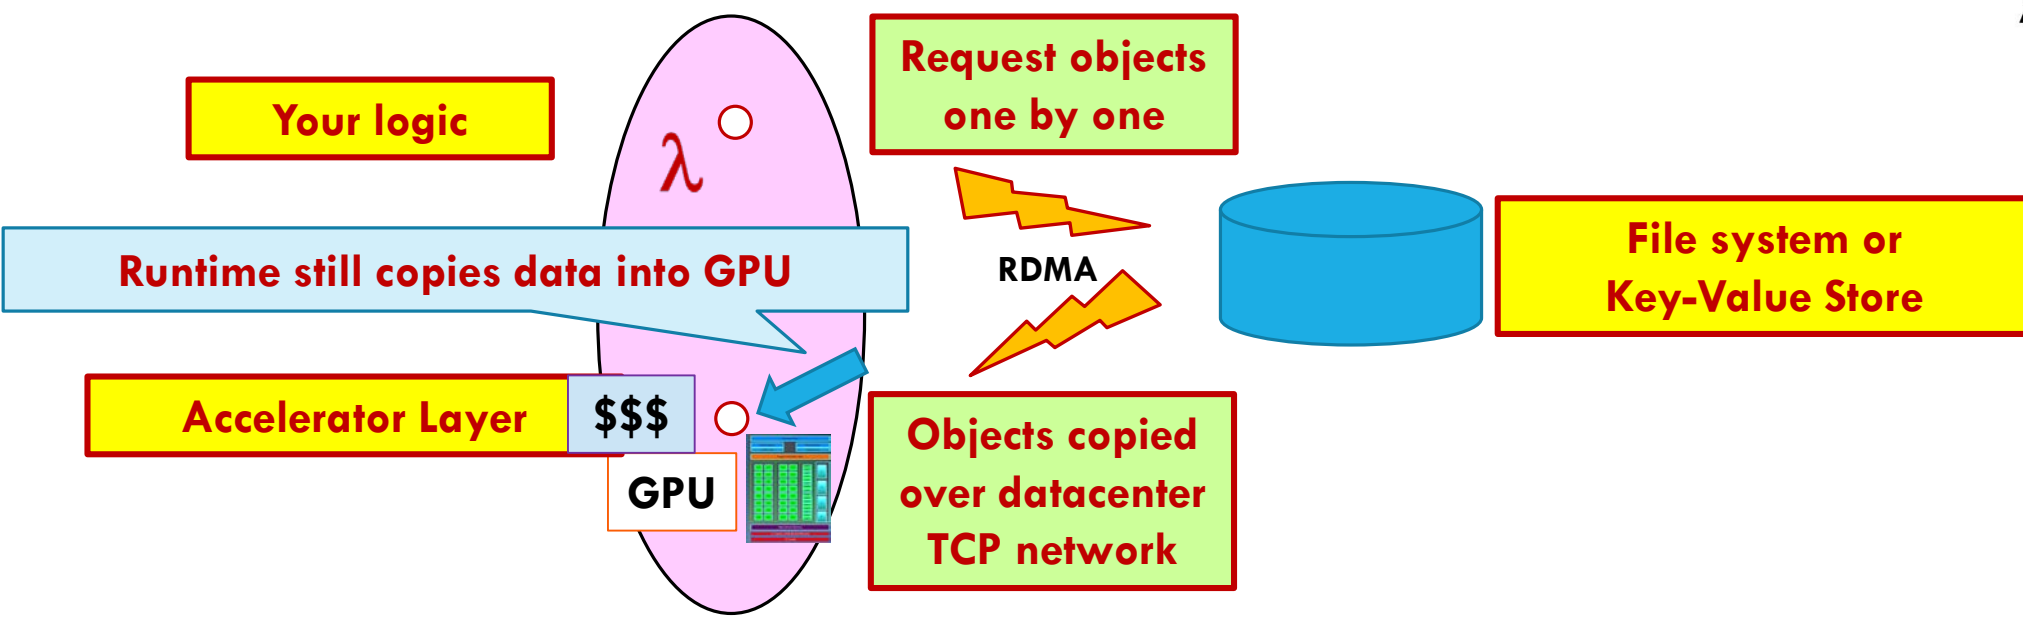 Your logic
λ
Request objects
one by one
RDMA
File system or
Key-Value Store
Runtime still copies data into GPU
Accelerator Layer
$$$
GPU
Objects copied
over datacenter
TCP network